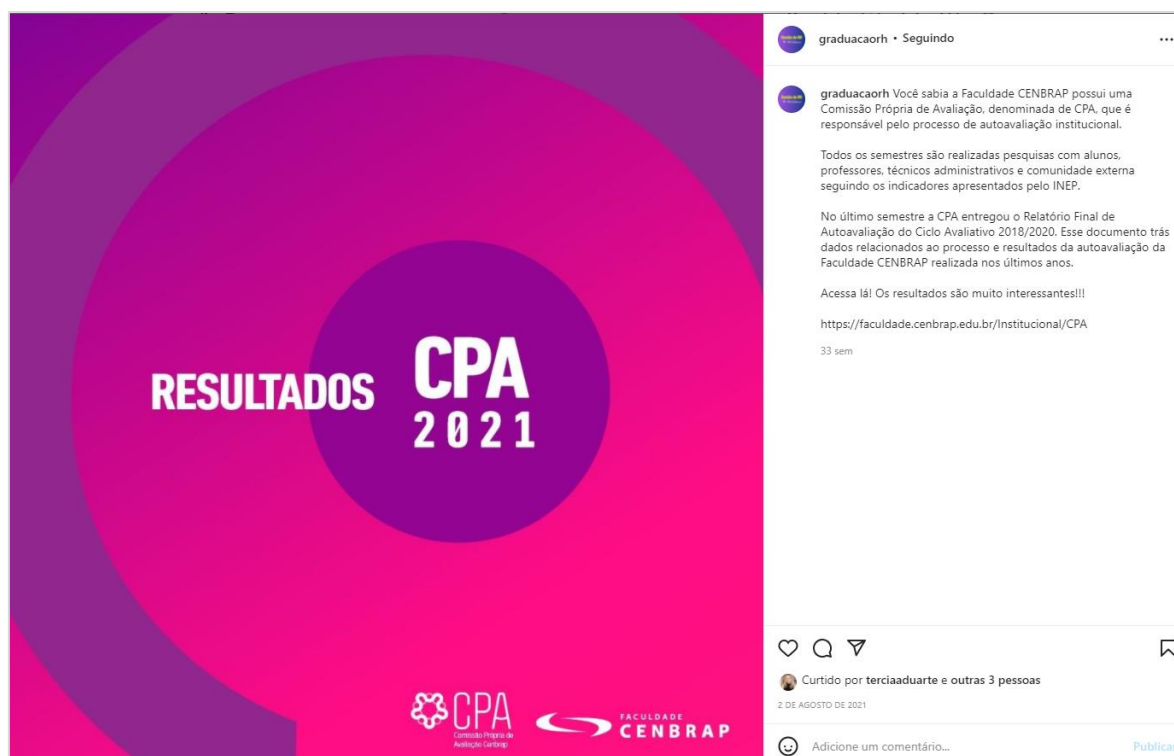 RESULTADOS
CPA
2021
CPA
Comissão Própria de
Avaliação Cenbrap
FACULDADE
CENBRAP
graduacaorh • Seguindo
graduacaorh Você sabia a Faculdade CENBRAP possui uma
Comissão Própria de Avaliação, denominada de CPA, que é
responsável pelo processo de autoavaliação institucional.
Todos os semestres são realizadas pesquisas com alunos,
professores, técnicos administrativos e comunidade externa
seguindo os indicadores apresentados pelo INEP.
No último semestre a CPA entregou o Relatório Final de
Autoavaliação do Ciclo Avaliativo 2018/2020. Esse documento trás
dados relacionados ao processo e resultados da autoavaliação da
Faculdade CENBRAP realizada nos últimos anos.
Acessa lá! Os resultados são muito interessantes!!!
https://faculdade.cenbrap.edu.br/Institucional/CPA
33 sem
Curtido por terciaaduarte e outras 3 pessoas
2 DE AGOSTO DE 2021
Adicione um comentário...
Publicar